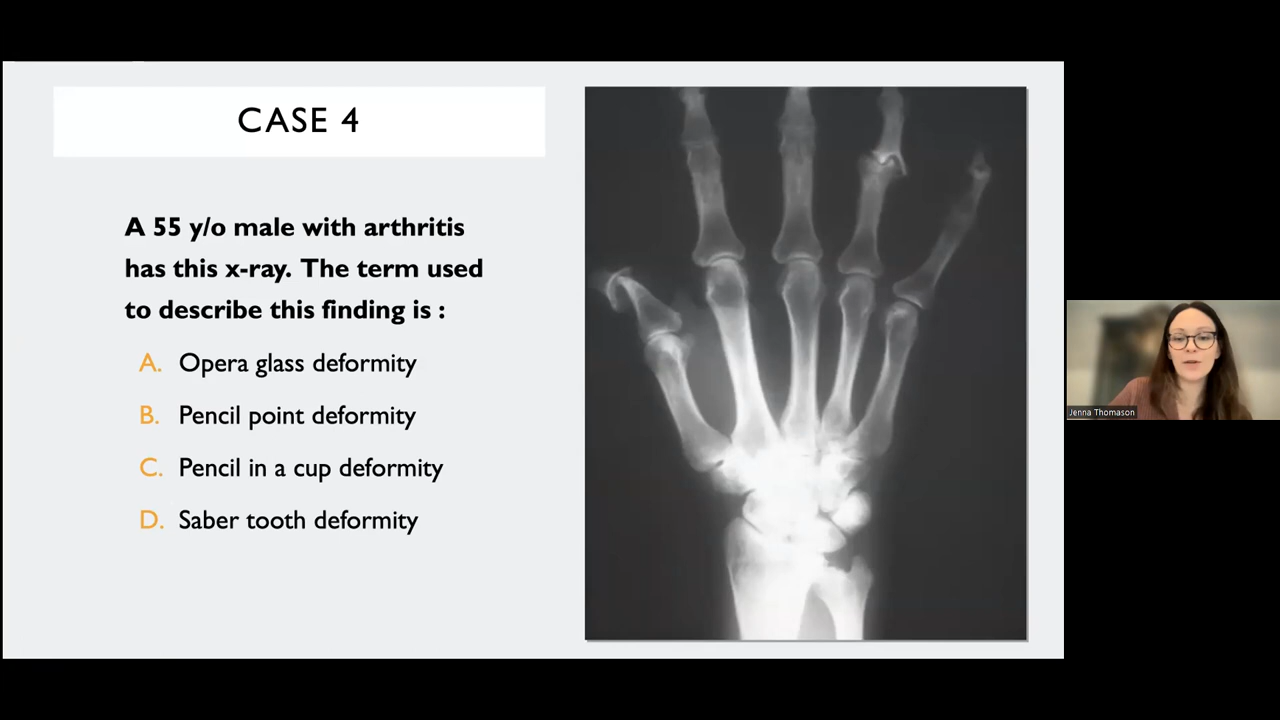 CASE 4
A 55 y/o male with arthritis
has this x-ray. The term used
to describe this finding is :
A. Opera glass deformity
B. Pencil point deformity
C. Pencil in a cup deformity
D. Saber tooth deformity
Jenna Thomason